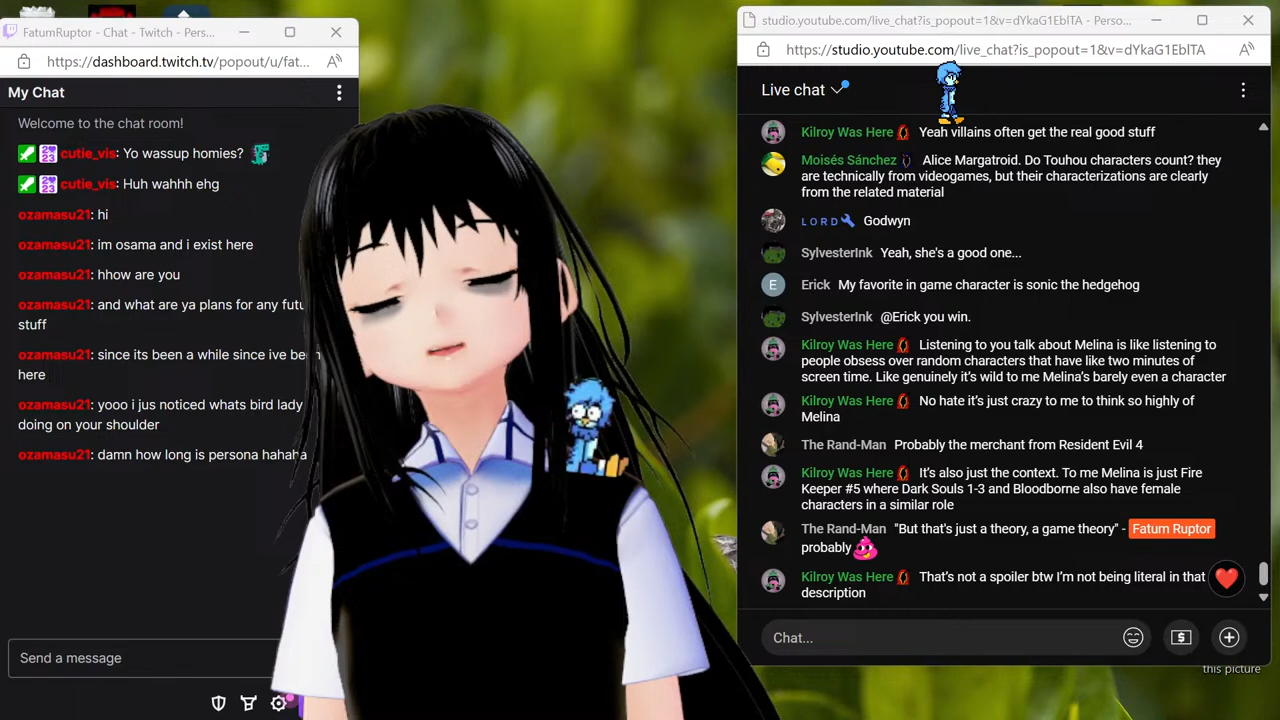 FatumRuptor - Chat - Twitch - Pers...
https://dashboard.twitch.tv/popout/u/fat...
My Chat
Welcome to the chat room!
cutie_vis: Yo wassup homies?
cutie_vis: Huh wahhh ehg
ozamasu21: hi
ozamasu21: im osama and i exist here
ozamasu21: hhow are you
ozamasu21: and what are ya plans for any futu
stuff
ozamasu21: since its been a while since ive been
here
ozamasu21: yooo i jus noticed whats bird lady
doing on your shoulder
ozamasu21: damn how long is persona hahaha
Send a message
studio.youtube.com/live_chat?is_popout=1&v=dYkaG1EblTA - Perso...
https://studio.youtube.com/live_chat?is_popout=1&v=dYkaG1EblTA
Live chat
Kilroy Was Here Yeah villains often get the real good stuff
Moisés Sánchez Alice Margatroid. Do Touhou characters count? they
are technically from videogames, but their characterizations are clearly
from the related material
L O R D Godwyn
SylvesterInk Yeah, she's a good one...
E Erick My favorite in game character is sonic the hedgehog
SylvesterInk @Erick you win.
Kilroy Was Here Listening to you talk about Melina is like listening to
people obsess over random characters that have like two minutes of
screen time. Like genuinely it's wild to me Melina's barely even a character
Kilroy Was Here No hate it's just crazy to me to think so highly of
Melina
The Rand-Man Probably the merchant from Resident Evil 4
Kilroy Was Here It's also just the context. To me Melina is just Fire
Keeper #5 where Dark Souls 1-3 and Bloodborne also have female
characters in a similar role
The Rand-Man "But that's just a theory, a game theory" - Fatum Ruptor
probably
Kilroy Was Here That's not a spoiler btw I'm not being literal in that
description
Chat...
this picture